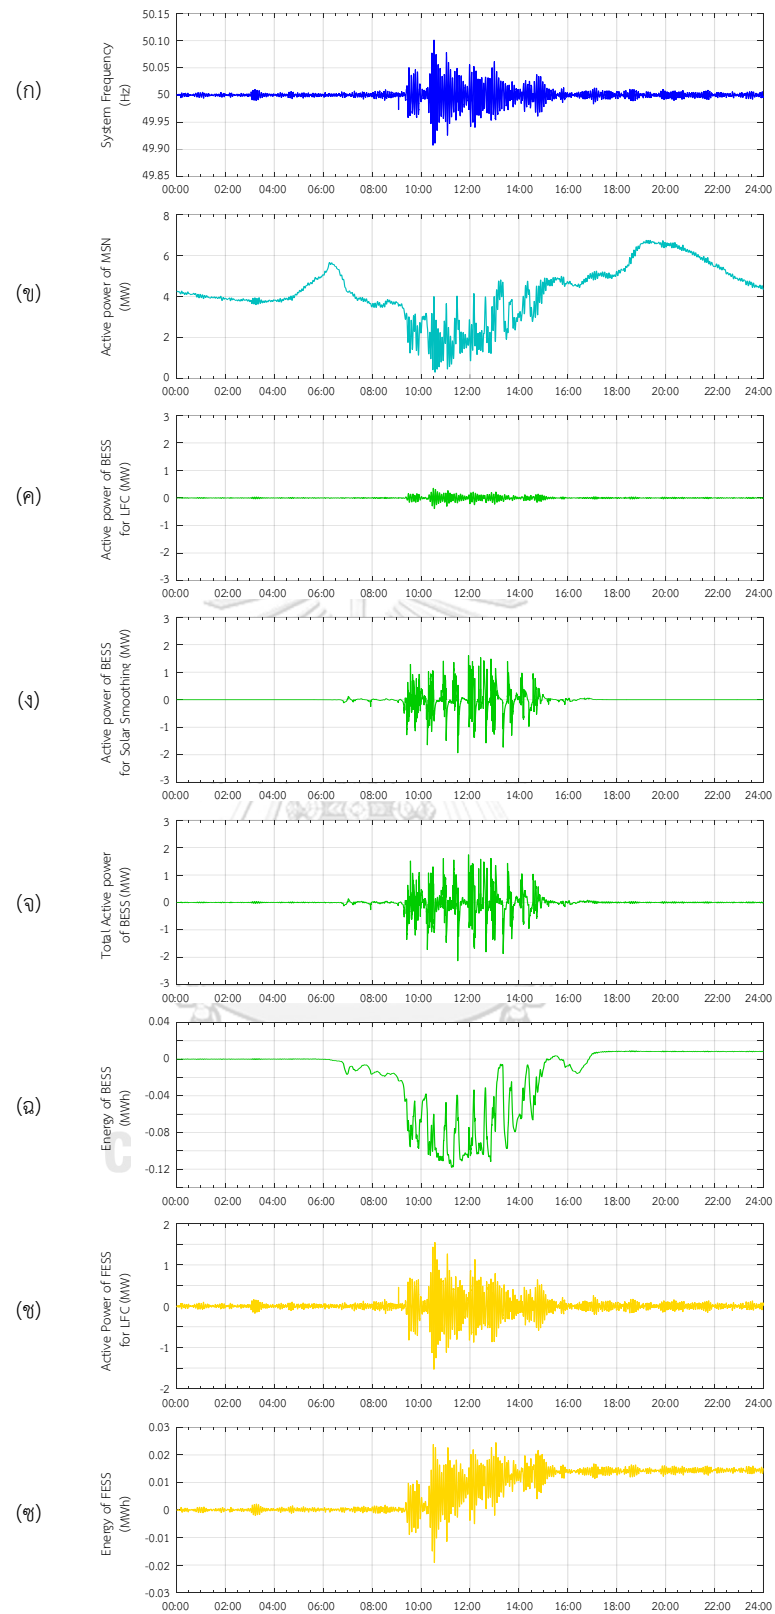 (ก)
System Frequency
(Hz)
50.15
50.10
50.05
50
49.95
49.90
49.85
00:00 02:00 04:00 06:00 08:00 10:00 12:00 14:00 16:00 18:00 20:00 22:00 24:00
(ข)
Active power of MSN
(MW)
8
6
4
2
0
00:00 02:00 04:00 06:00 08:00 10:00 12:00 14:00 16:00 18:00 20:00 22:00 24:00
(ค)
Active power of BESS
for LFC (MW)
3
2
1
0
-1
-2
-3
00:00 02:00 04:00 06:00 08:00 10:00 12:00 14:00 16:00 18:00 20:00 22:00 24:00
(ง)
Active power of BESS
for Solar Smoothing (MW)
3
2
1
0
-1
-2
-3
00:00 02:00 04:00 06:00 08:00 10:00 12:00 14:00 16:00 18:00 20:00 22:00 24:00
(จ)
Total Active power
of BESS (MW)
3
2
1
0
-1
-2
-3
00:00 02:00 04:00 06:00 08:00 10:00 12:00 14:00 16:00 18:00 20:00 22:00 24:00
(ฉ)
Energy of BESS
(MWh)
0.04
0
-0.04
-0.08
-0.12
C
00:00 02:00 04:00 06:00 08:00 10:00 12:00 14:00 16:00 18:00 20:00 22:00 24:00
(ช)
Active Power of FESS
for LFC (MW)
2
1
0
-1
-2
00:00 02:00 04:00 06:00 08:00 10:00 12:00 14:00 16:00 18:00 20:00 22:00 24:00
(ซ)
Energy of FESS
(MWh)
0.03
0.02
0.01
0
-0.01
-0.02
-0.03
00:00 02:00 04:00 06:00 08:00 10:00 12:00 14:00 16:00 18:00 20:00 22:00 24:00